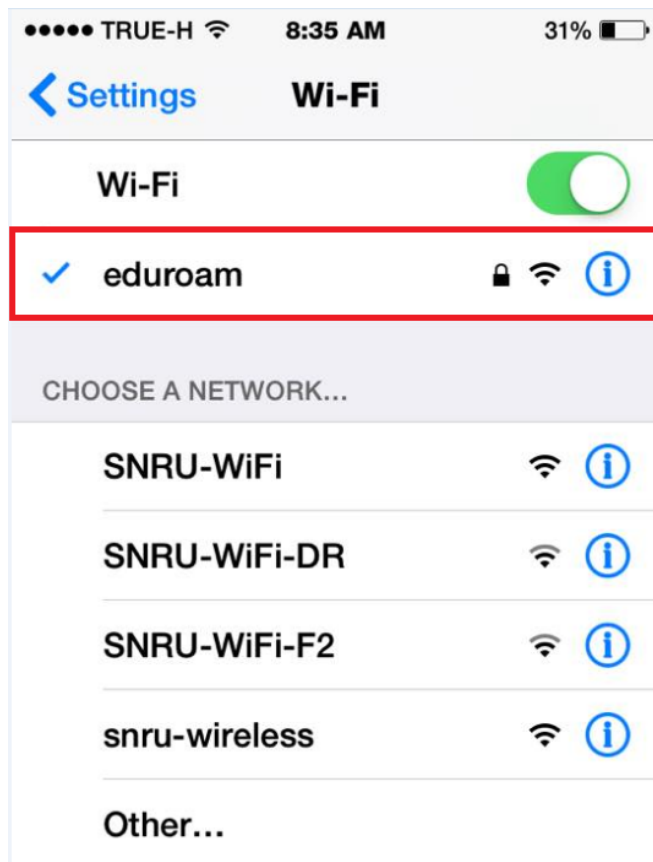 TRUE-H 8:35 AM 31%
Settings Wi-Fi
Wi-Fi
eduroam
CHOOSE A NETWORK...
SNRU-WiFi
SNRU-WiFi-DR
SNRU-WiFi-F2
snru-wireless
Other...